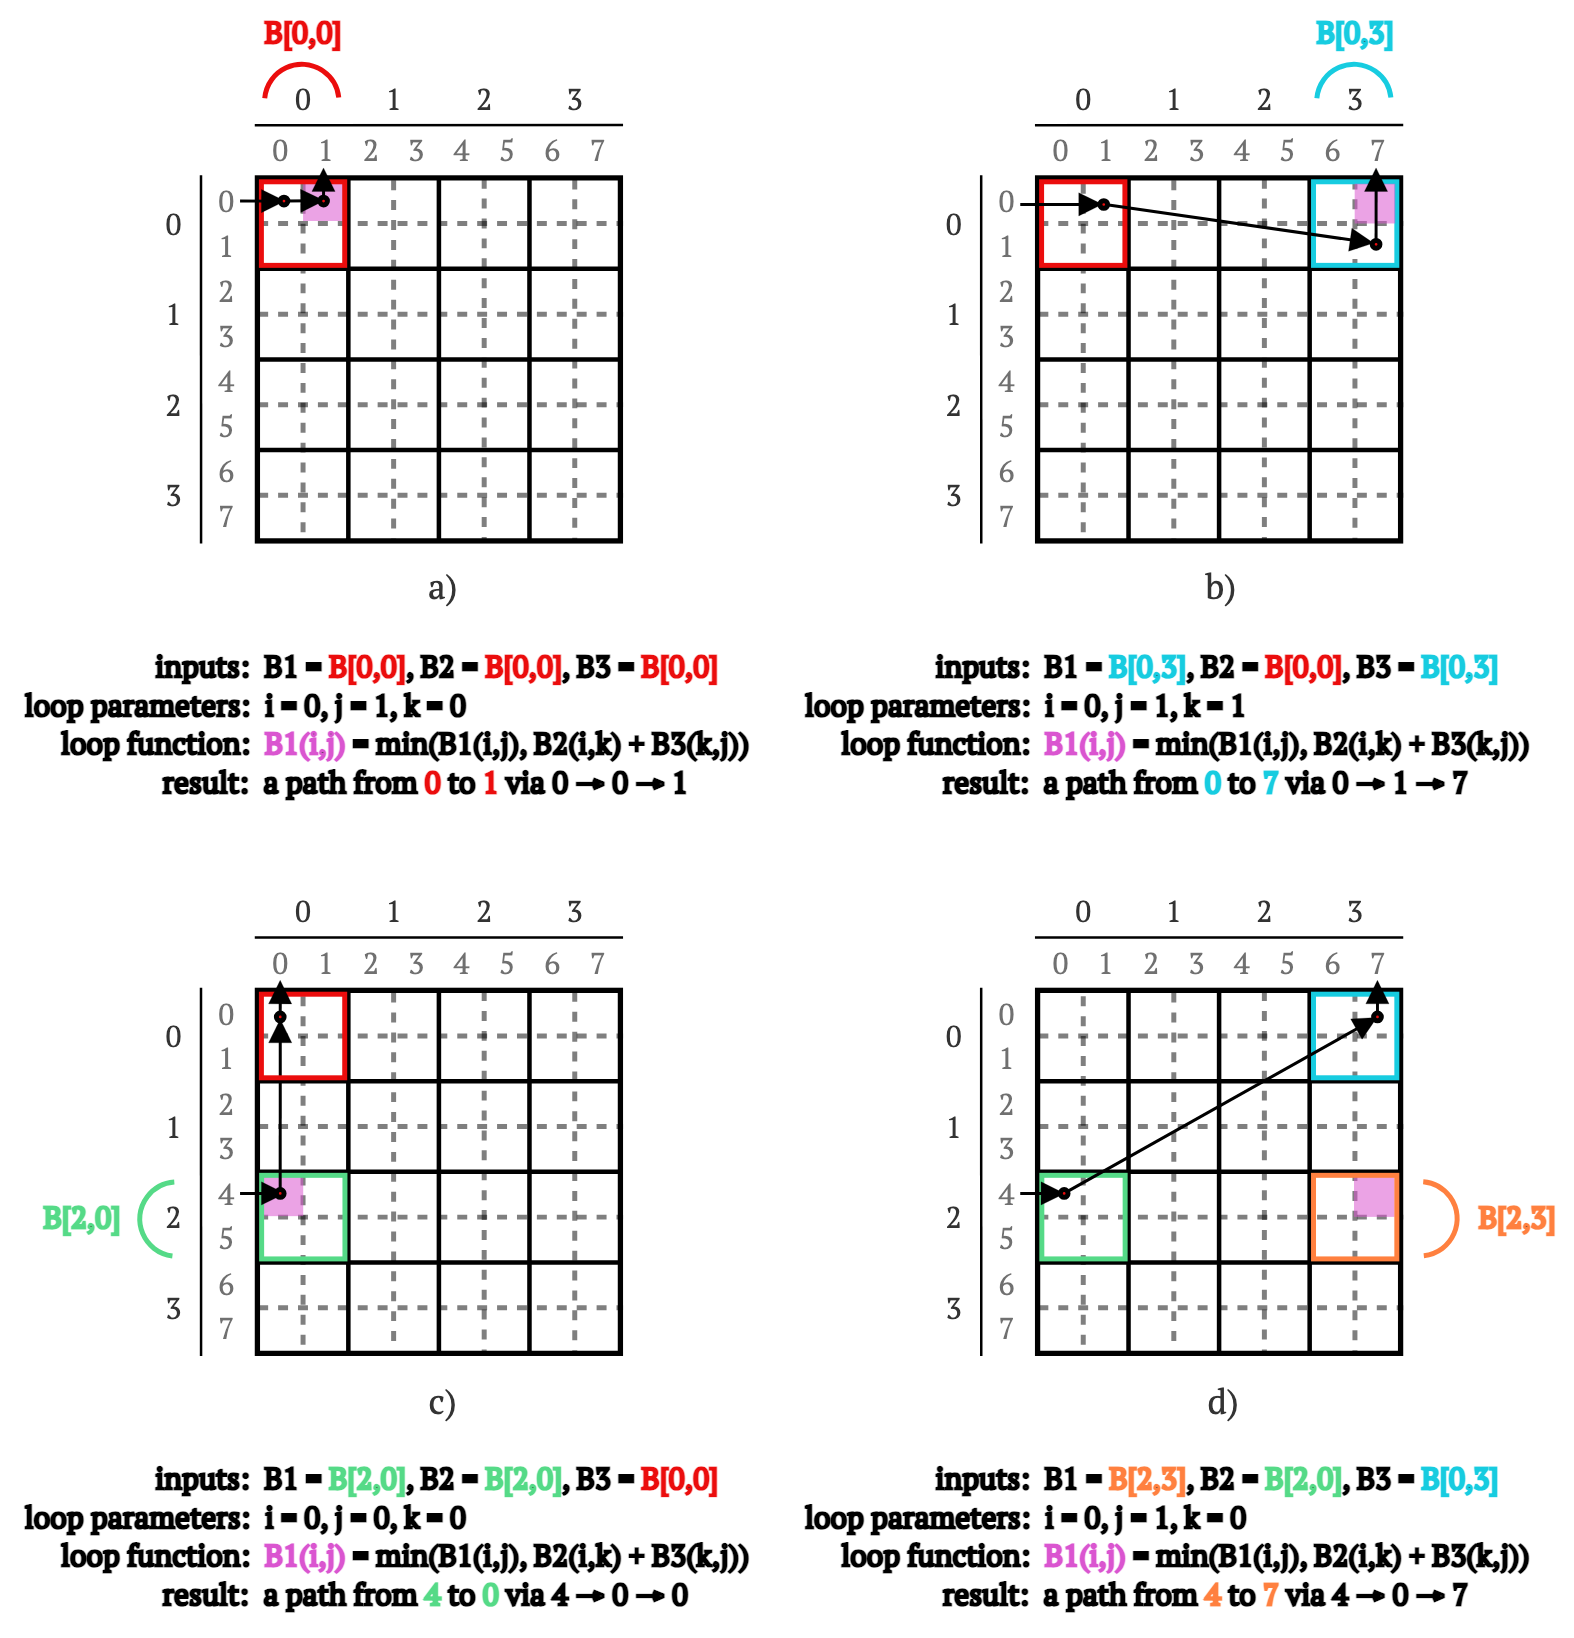 B[0,0]
0 1 2 3
0 1 2 3 4 5 6 7
0
0
1
2
1
3
4
2
5
6
3
7
a)
inputs: B1 = B[0,0], B2 = B[0,0], B3 = B[0,0]
loop parameters: i = 0, j = 1, k = 0
loop function: B1(i,j) = min(B1(i,j), B2(i,k) + B3(k,j))
result: a path from 0 to 1 via 0 → 0 → 1
B[0,3]
0 1 2 3
0 1 2 3 4 5 6 7
0
0
1
2
1
3
4
2
5
6
3
7
b)
inputs: B1 = B[0,3], B2 = B[0,0], B3 = B[0,3]
loop parameters: i = 0, j = 1, k = 1
loop function: B1(i,j) = min(B1(i,j), B2(i,k) + B3(k,j))
result: a path from 0 to 7 via 0 → 1 → 7
0 1 2 3
0 1 2 3 4 5 6 7
0
0
1
2
1
3
4
B[2,0] 2
5
6
3
7
c)
inputs: B1 = B[2,0], B2 = B[2,0], B3 = B[0,0]
loop parameters: i = 0, j = 0, k = 0
loop function: B1(i,j) = min(B1(i,j), B2(i,k) + B3(k,j))
result: a path from 4 to 0 via 4 → 0 → 0
0 1 2 3
0 1 2 3 4 5 6 7
0
0
1
2
1
3
4
2 B[2,3]
5
6
3
7
d)
inputs: B1 = B[2,3], B2 = B[2,0], B3 = B[0,3]
loop parameters: i = 0, j = 1, k = 0
loop function: B1(i,j) = min(B1(i,j), B2(i,k) + B3(k,j))
result: a path from 4 to 7 via 4 → 0 → 7